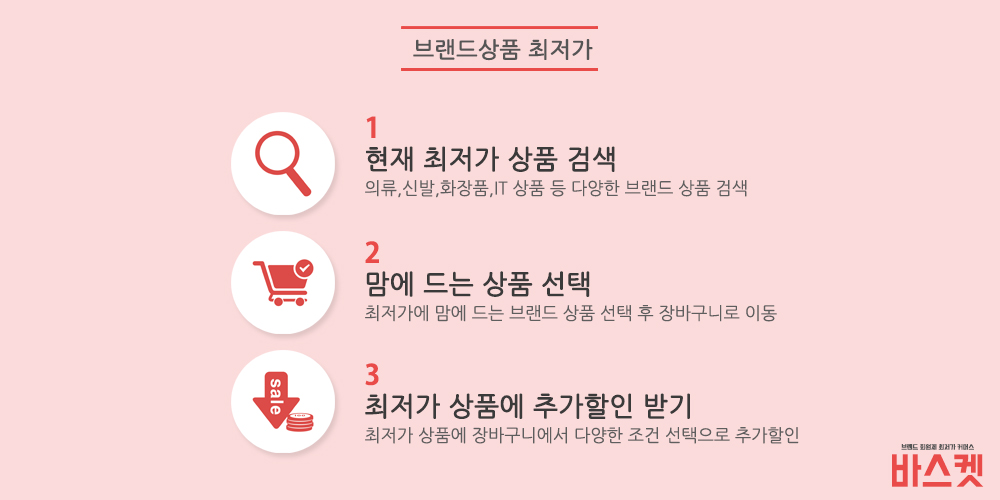 브랜드상품 최저가
1
현재 최저가 상품 검색
의류,신발,화장품,IT 상품 등 다양한 브랜드 상품 검색
2
맘에 드는 상품 선택
최저가에 맘에 드는 브랜드 상품 선택 후 장바구니로 이동
sale
3
최저가 상품에 추가할인 받기
최저가 상품에 장바구니에서 다양한 조건 선택으로 추가할인
브랜드 회원제 최저가 커머스
바스켓